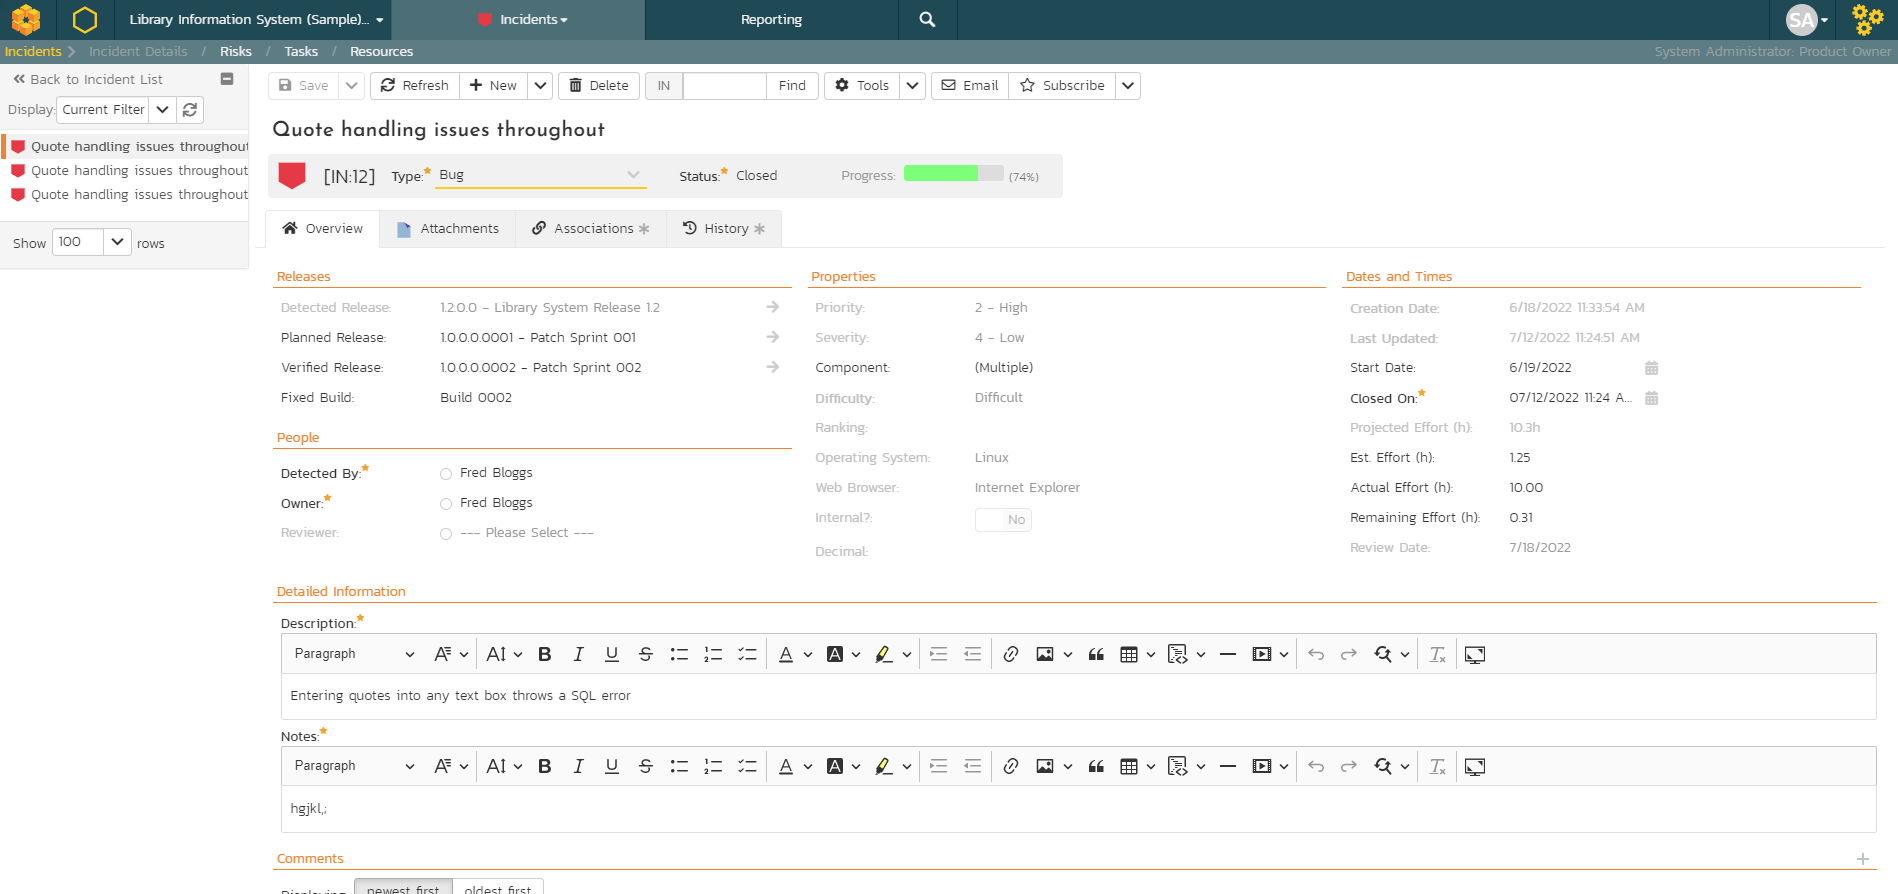 Library Information System (Sample)...
Incidents
Reporting
SA
Incidents
Incident Details / Risks / Tasks / Resources
System Administrator: Product Owner
Back to Incident List
Display: Current Filter
Quote handling issues throughout
Quote handling issues throughout
Quote handling issues throughout
Show 100 rows
Save Refresh New Delete IN Find Tools Email Subscribe
Quote handling issues throughout
[IN:12] Type: Bug Status: Closed Progress: (74%)
Overview Attachments Associations History
Releases
Detected Release: 1.2.0.0 - Library System Release 1.2
Planned Release: 1.0.0.0.0001 - Patch Sprint 001
Verified Release: 1.0.0.0.0002 - Patch Sprint 002
Fixed Build: Build 0002
People
Detected By: Fred Bloggs
Owner: Fred Bloggs
Reviewer: --- Please Select ---
Properties
Priority: 2 - High
Severity: 4 - Low
Component: (Multiple)
Difficulty: Difficult
Ranking:
Operating System: Linux
Web Browser: Internet Explorer
Internal?: No
Decimal:
Dates and Times
Creation Date: 6/18/2022 11:33:54 AM
Last Updated: 7/12/2022 11:24:51 AM
Start Date: 6/19/2022
Closed On: 07/12/2022 11:24 A...
Projected Effort (h): 10.3h
Est. Effort (h): 1.25
Actual Effort (h): 10.00
Remaining Effort (h): 0.31
Review Date: 7/18/2022
Detailed Information
Description:
Paragraph
Entering quotes into any text box throws a SQL error
Notes:
Paragraph
hgjkl,;
Comments
Displaying newest first oldest first